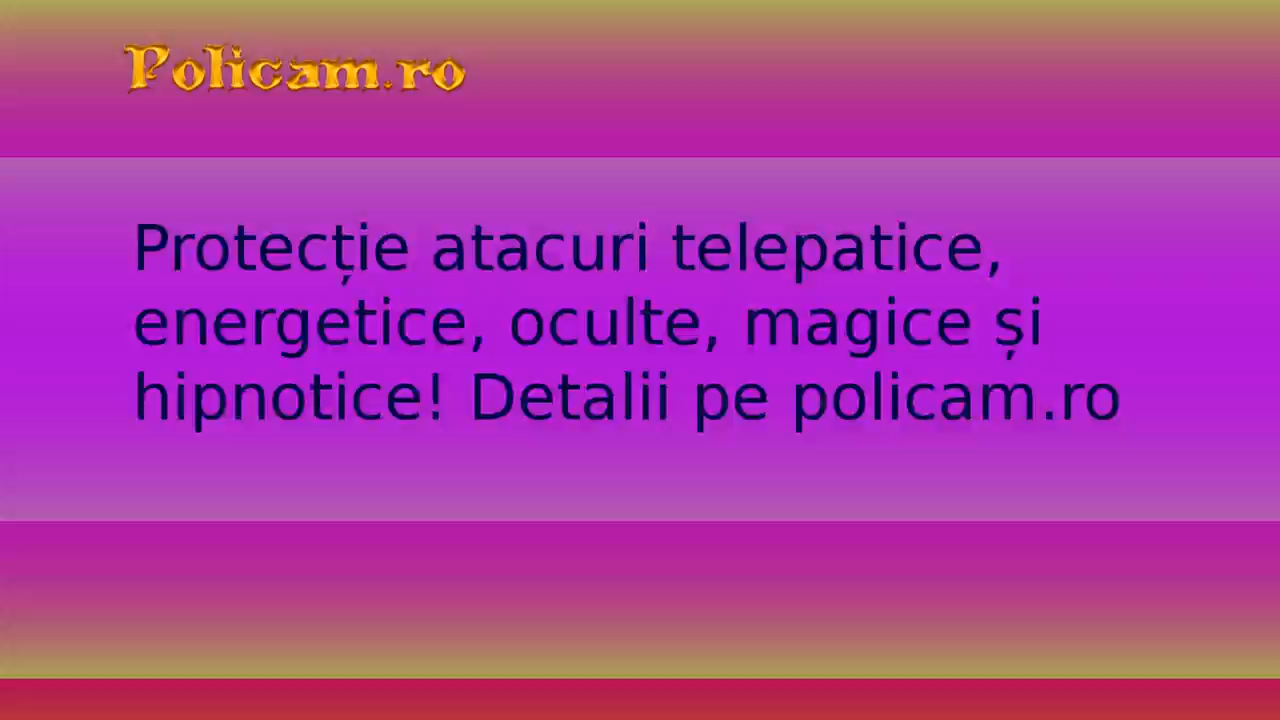 Policam.ro
Protecție atacuri telepatice,
energetice, oculte, magice și
hipnotice! Detalii pe policam.ro